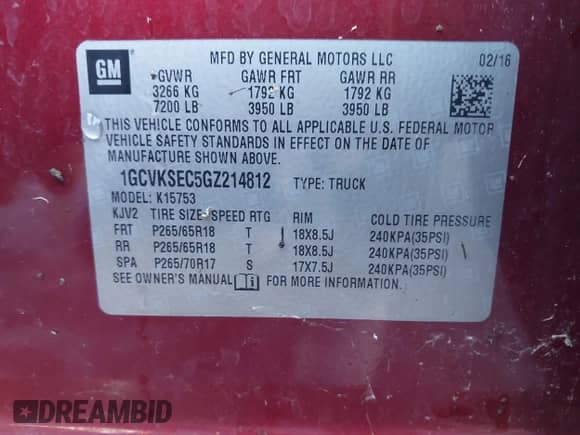 GM
MFD BY GENERAL MOTORS LLC 02/16
GVWR GAWR FRT GAWR RR
3266 KG 1792 KG 1792 KG
7200 LB 3950 LB 3950 LB
THIS VEHICLE CONFORMS TO ALL APPLICABLE U.S. FEDERAL MOTOR
VEHICLE SAFETY STANDARDS IN EFFECT ON THE DATE OF
MANUFACTURE SHOWN ABOVE.
1GCVKSEC5GZ214812 TYPE: TRUCK
MODEL: K15753
KJV2 TIRE SIZE SPEED RTG RIM COLD TIRE PRESSURE
FRT P265/65R18 T 18X8.5J 240KPA(35PSI)
RR P265/65R18 T 18X8.5J 240KPA(35PSI)
SPA P265/70R17 S 17X7.5J 240KPA(35PSI)
SEE OWNER'S MANUAL FOR MORE INFORMATION.
DREAMBID